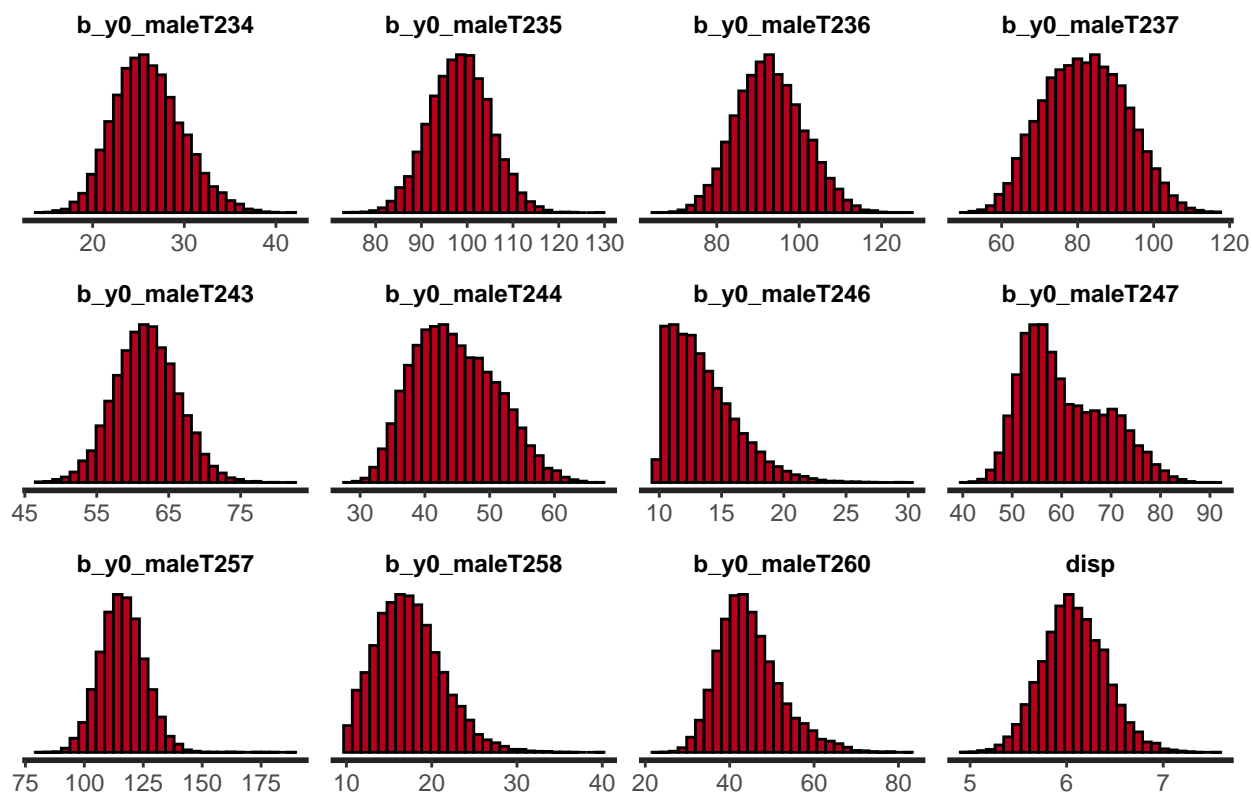 b_y0_maleT234 b_y0_maleT235 b_y0_maleT236 b_y0_maleT237
20 30 40 80 90 100 110 120 130 80 100 120 60 80 100 120
b_y0_maleT243 b_y0_maleT244 b_y0_maleT246 b_y0_maleT247
45 55 65 75 30 40 50 60 10 15 20 25 30 40 50 60 70 80 90
b_y0_maleT257 b_y0_maleT258 b_y0_maleT260 disp
75 100 125 150 175 10 20 30 40 20 40 60 80 5 6 7